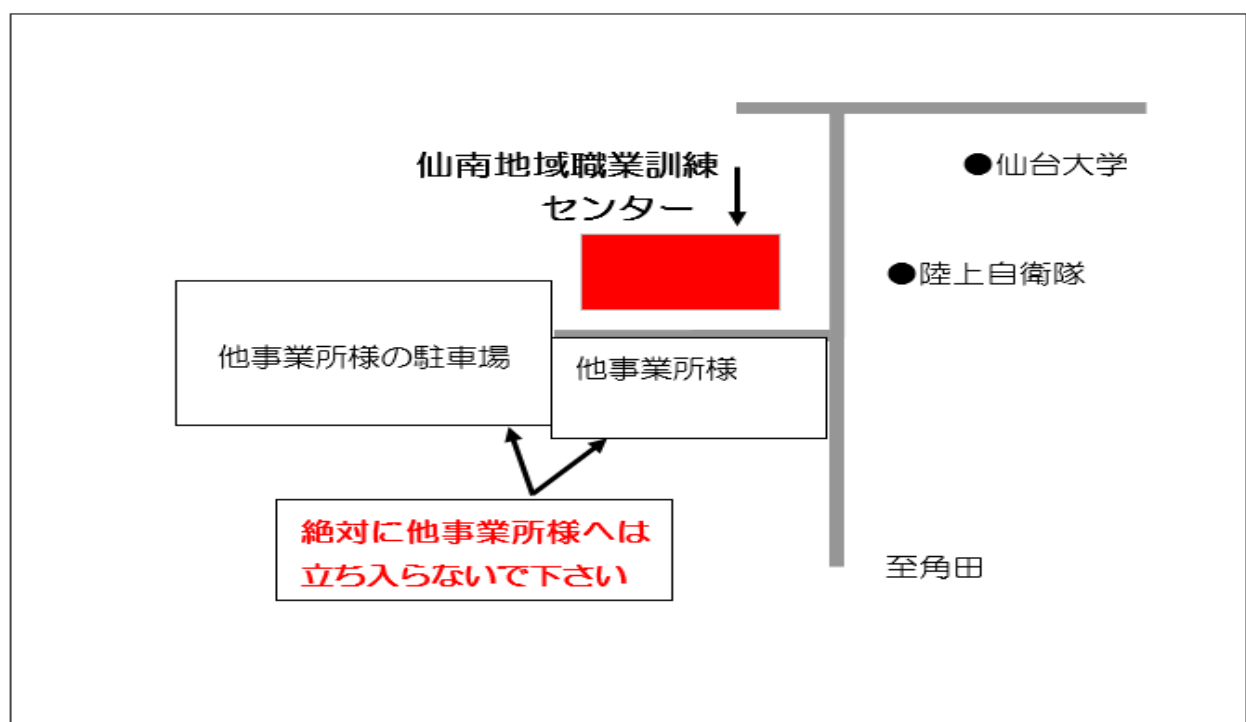 仙南地域職業訓練
センター
●仙台大学
●陸上自衛隊
他事業所様の駐車場
他事業所様
絶対に他事業所様へは
立ち入らないで下さい
至角田